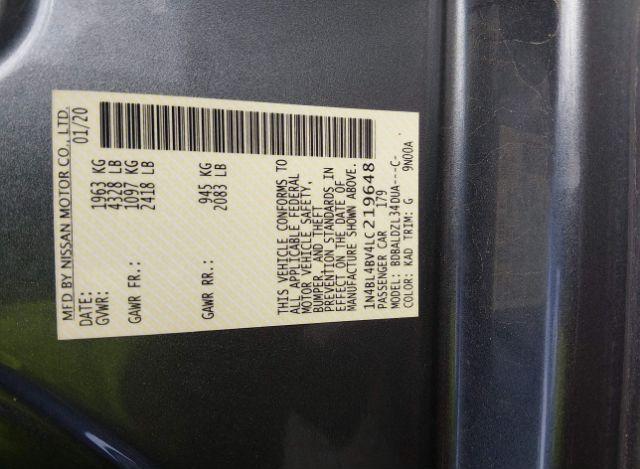 MFD BY NISSAN MOTOR CO., LTD.
DATE: 01/20
GVWR: 1963 KG
4328 LB
GAWR FR.: 1097 KG
2418 LB
GAWR RR.: 945 KG
2083 LB
THIS VEHICLE CONFORMS TO
ALL APPLICABLE FEDERAL
MOTOR VEHICLE SAFETY,
BUMPER, AND THEFT
PREVENTION STANDARDS IN
EFFECT ON THE DATE OF
MANUFACTURE SHOWN ABOVE.
1N4BL4BV4LC219648
PASSENGER CAR I79
MODEL: BDBALDZL34DUA---C-
COLOR: KAD TRIM: G 9N00A